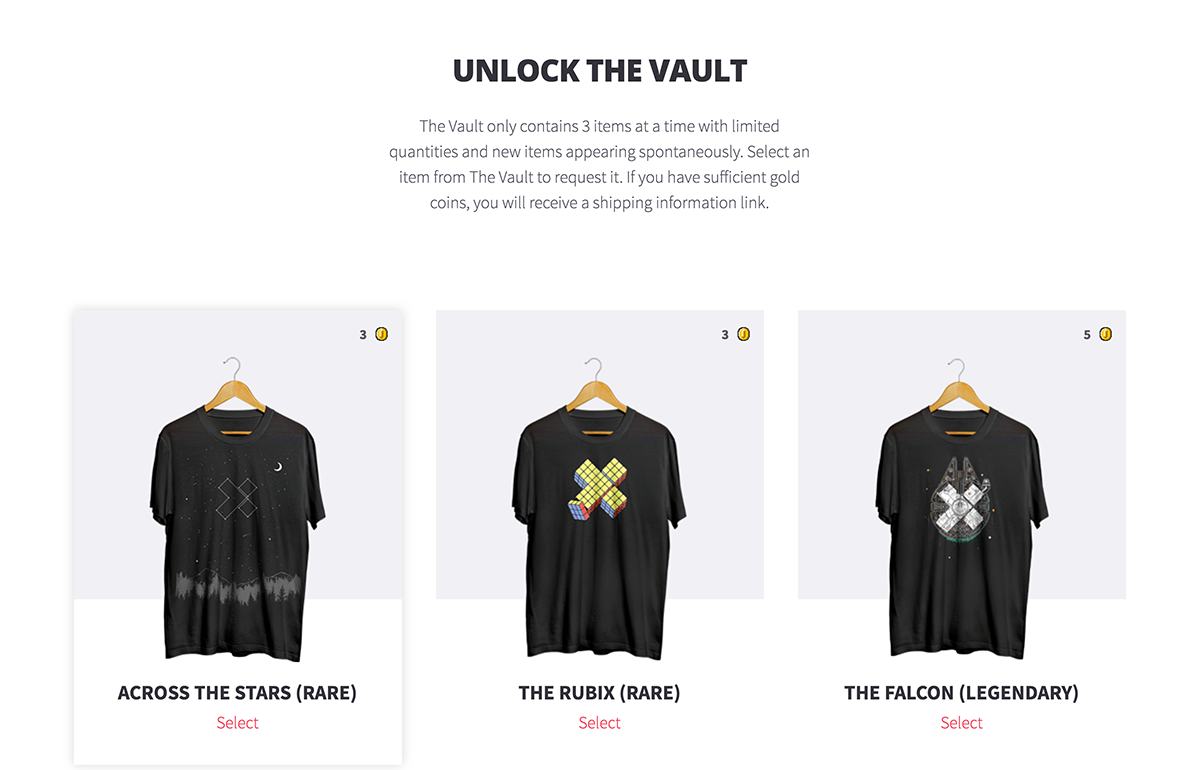 UNLOCK THE VAULT
The Vault only contains 3 items at a time with limited
quantities and new items appearing spontaneously. Select an
item from The Vault to request it. If you have sufficient gold
coins, you will receive a shipping information link.
3 J
3 J
5 J
ACROSS THE STARS (RARE)
THE RUBIX (RARE)
THE FALCON (LEGENDARY)
Select
Select
Select